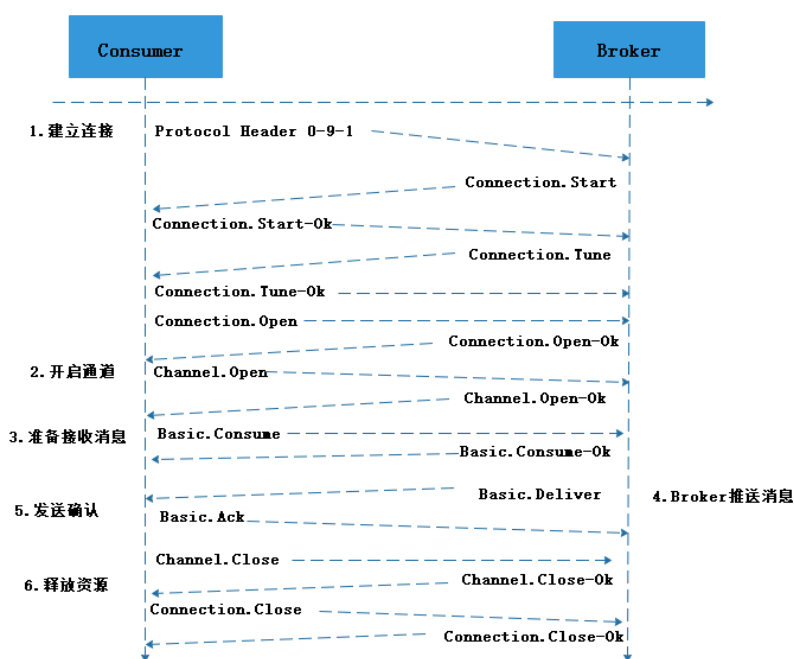 Consumer
Broker
1.建立连接
Protocol Header 0-9-1
Connection.Start
Connection.Start-Ok
Connection.Tune
Connection.Tune-Ok
Connection.Open
Connection.Open-Ok
2.开启通道
Channel.Open
Channel.Open-Ok
3.准备接收消息
Basic.Consume
Basic.Consume-Ok
Basic.Deliver
4.Broker推送消息
5.发送确认
Basic.Ack
Channel.Close
Channel.Close-Ok
6.释放资源
Connection.Close
Connection.Close-Ok